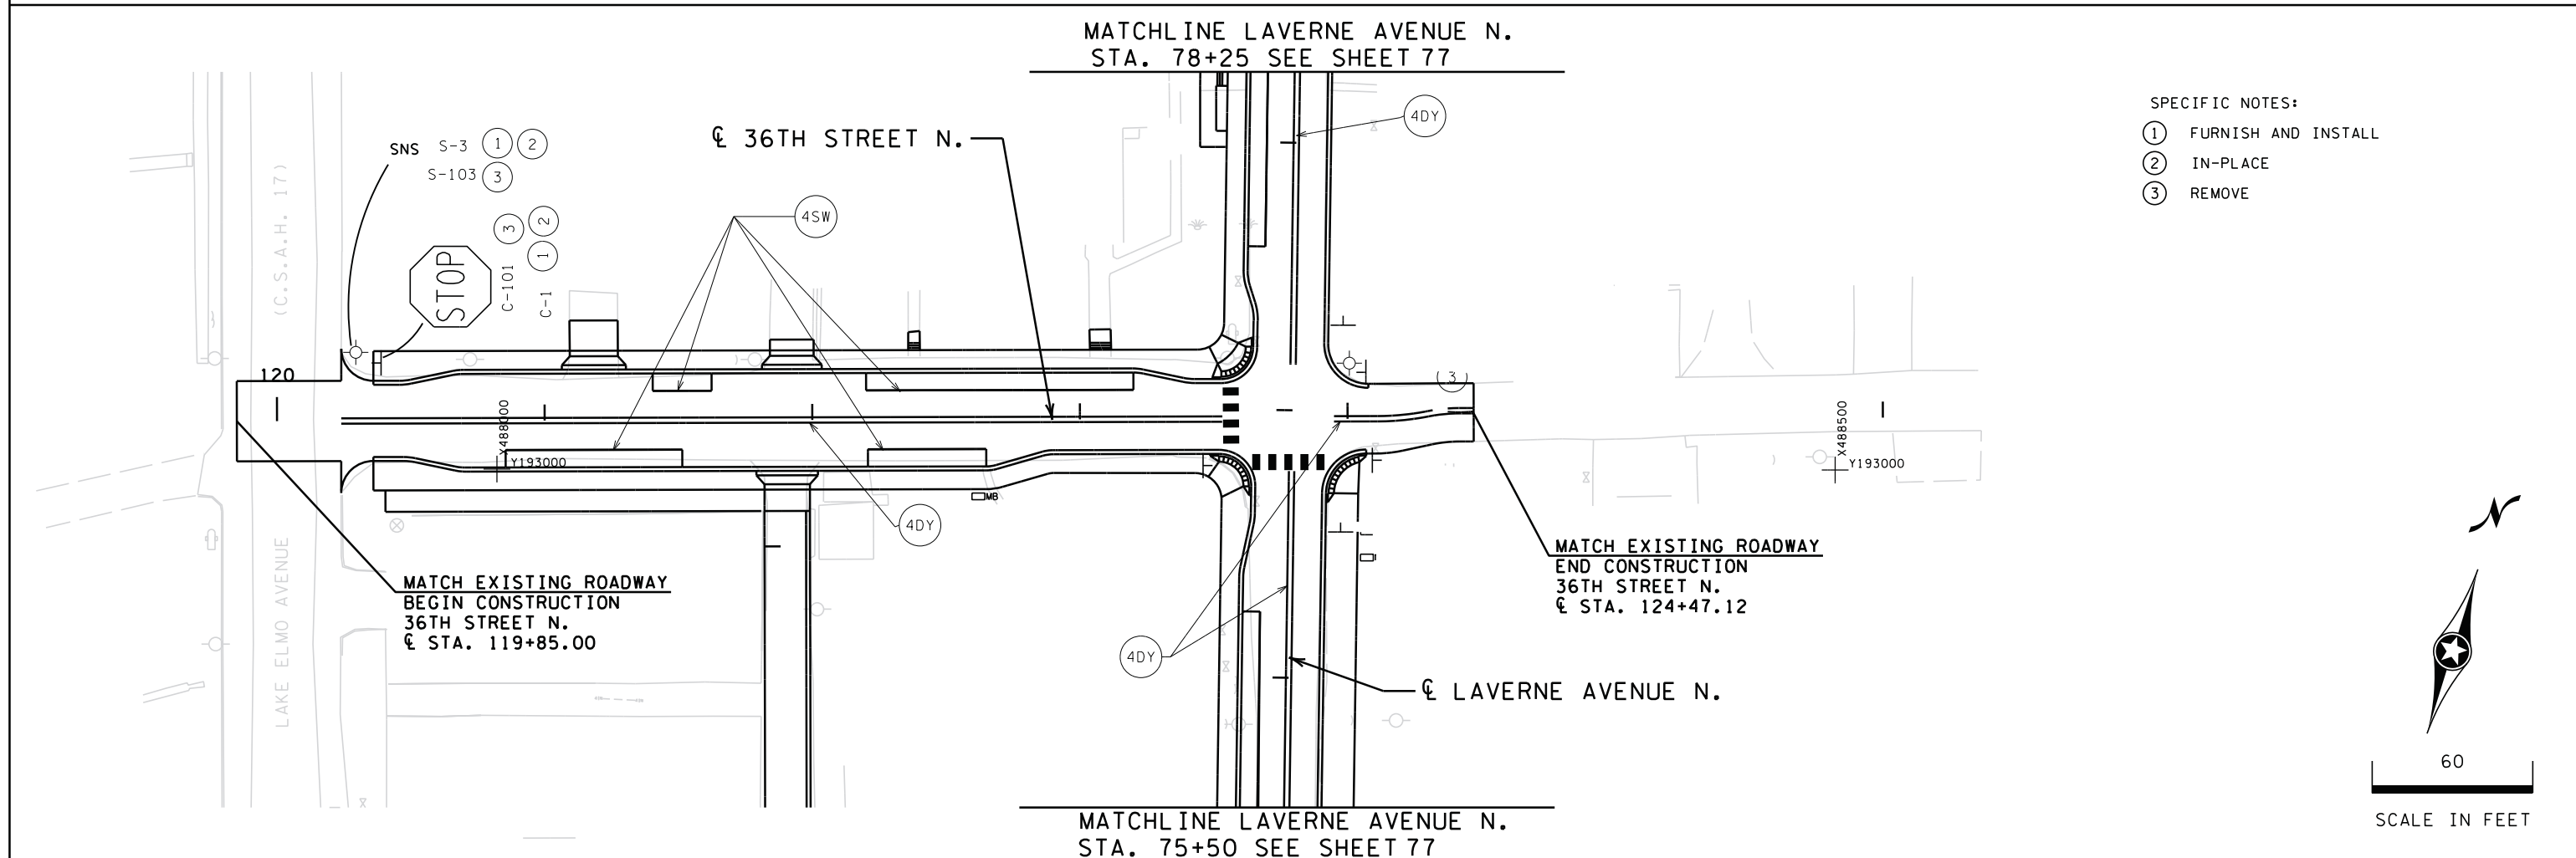 MATCHLINE LAVERNE AVENUE N.
STA. 78+25 SEE SHEET 77
SPECIFIC NOTES:
1 FURNISH AND INSTALL
2 IN-PLACE
3 REMOVE
℄ 36TH STREET N.
4DY
SNS S-3 1 2
S-103 3
4SW
STOP
C-101 3
C-1 1 2
(C.S.A.H. 17)
LAKE ELMO AVENUE
120
3
X488000
Y193000
X488500
Y193000
MB
4DY
MATCH EXISTING ROADWAY
BEGIN CONSTRUCTION
36TH STREET N.
℄ STA. 119+85.00
MATCH EXISTING ROADWAY
END CONSTRUCTION
36TH STREET N.
℄ STA. 124+47.12
4DY
℄ LAVERNE AVENUE N.
N
60
SCALE IN FEET
MATCHLINE LAVERNE AVENUE N.
STA. 75+50 SEE SHEET 77